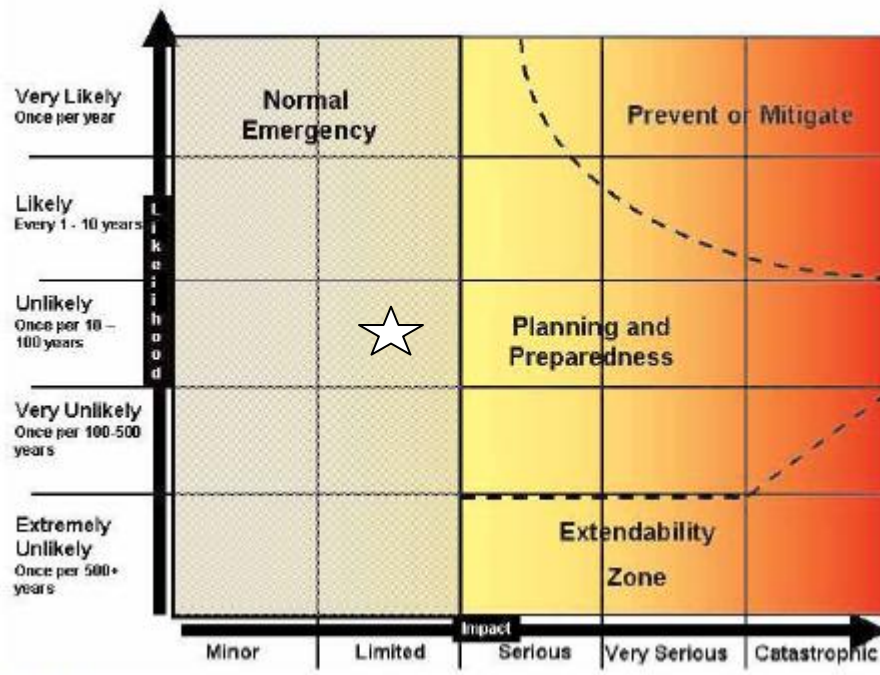 Very Likely
Once per year
Normal
Emergency
Prevent or Mitigate
Likely
Every 1 - 10 years
Likelihood
Unlikely
Once per 10 –
100 years
Planning and
Preparedness
Very Unlikely
Once per 100-500
years
Extremely
Unlikely
Once per 500+
years
Extendability
Zone
Impact
Minor
Limited
Serious
Very Serious
Catastrophic